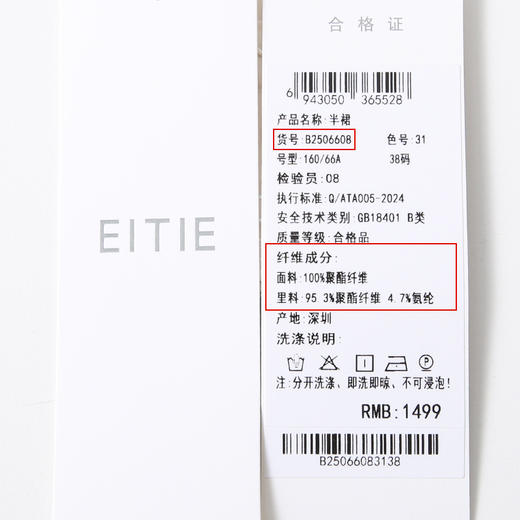 EITIE
合格证
6 943050 365528
产品名称:半裙
货号:B2506608 色号:31
号型:160/66A 38码
检验员:08
执行标准:Q/ATA005-2024
安全技术类别:GB18401 B类
质量等级:合格品
纤维成分:
面料:100%聚酯纤维
里料:95.3%聚酯纤维 4.7%氨纶
产地:深圳
洗涤说明:
P
注:分开洗涤、即洗即晾、不可浸泡!
RMB:1499
B25066083138